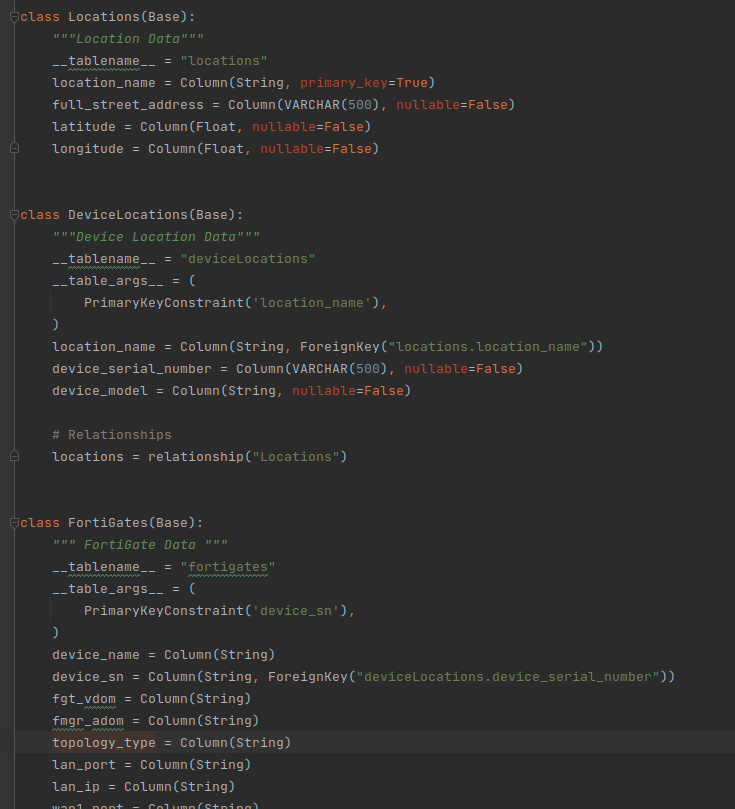 class Locations(Base):
"""Location Data"""
__tablename__ = "locations"
location_name = Column(String, primary_key=True)
full_street_address = Column(VARCHAR(500), nullable=False)
latitude = Column(Float, nullable=False)
longitude = Column(Float, nullable=False)
class DeviceLocations(Base):
"""Device Location Data"""
__tablename__ = "deviceLocations"
__table_args__ = (
PrimaryKeyConstraint('location_name'),
)
location_name = Column(String, ForeignKey("locations.location_name"))
device_serial_number = Column(VARCHAR(500), nullable=False)
device_model = Column(String, nullable=False)
# Relationships
locations = relationship("Locations")
class FortiGates(Base):
""" FortiGate Data """
__tablename__ = "fortigates"
__table_args__ = (
PrimaryKeyConstraint('device_sn'),
)
device_name = Column(String)
device_sn = Column(String, ForeignKey("deviceLocations.device_serial_number"))
fgt_vdom = Column(String)
fmgr_adom = Column(String)
topology_type = Column(String)
lan_port = Column(String)
lan_ip = Column(String)
wan1_port = Column(String)